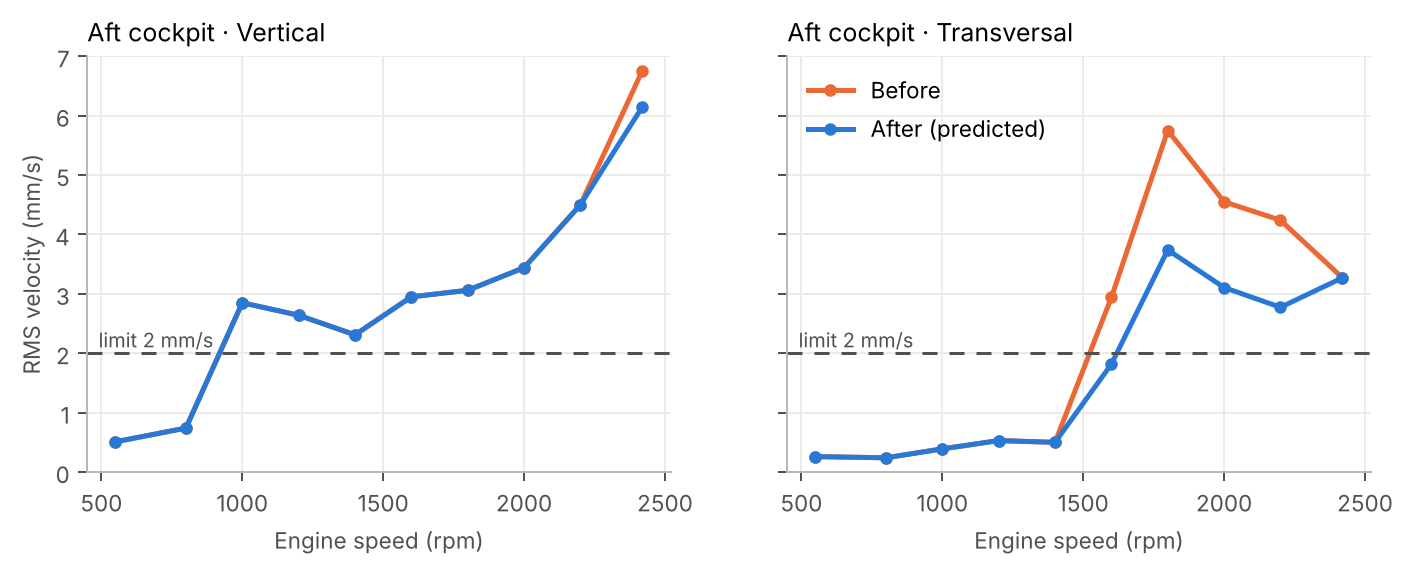 Aft cockpit · Vertical
7
6
5
4
3
2
1
0
RMS velocity (mm/s)
limit 2 mm/s
500 1000 1500 2000 2500
Engine speed (rpm)
Aft cockpit · Transversal
Before
After (predicted)
limit 2 mm/s
500 1000 1500 2000 2500
Engine speed (rpm)